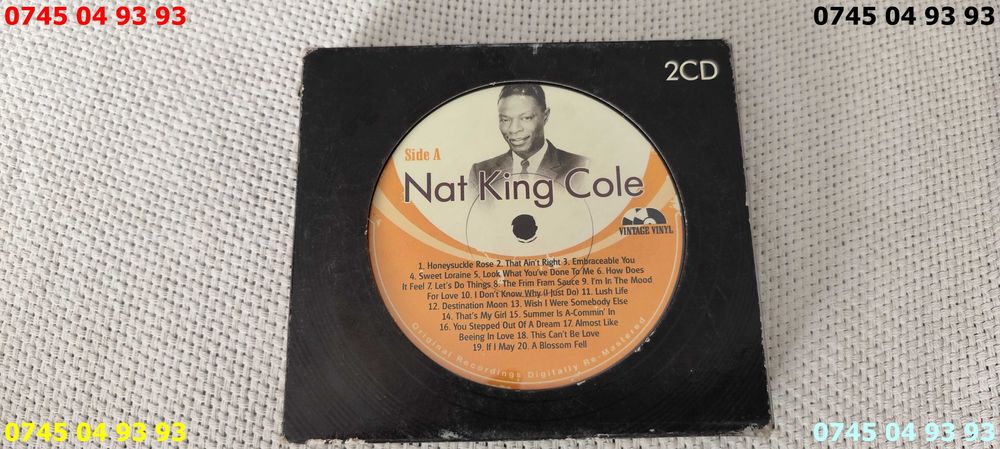 0745 04 93 93
0745 04 93 93
2CD
Side A
Nat King Cole
VINTAGE VINYL
1. Honeysuckle Rose 2. That Ain't Right 3. Embraceable You
4. Sweet Loraine 5. Look What You've Done To Me 6. How Does
It Feel 7. Let's Do Things 8. The Frim Fram Sauce 9. I'm In The Mood
For Love 10. I Don't Know Why (I Just Do) 11. Lush Life
12. Destination Moon 13. Wish I Were Somebody Else
14. That's My Girl 15. Summer Is A-Commin' In
16. You Stepped Out Of A Dream 17. Almost Like
Beeing In Love 18. This Can't Be Love
19. If I May 20. A Blossom Fell
Original Recordings Digitally Re-Mastered
0745 04 93 93
0745 04 93 93